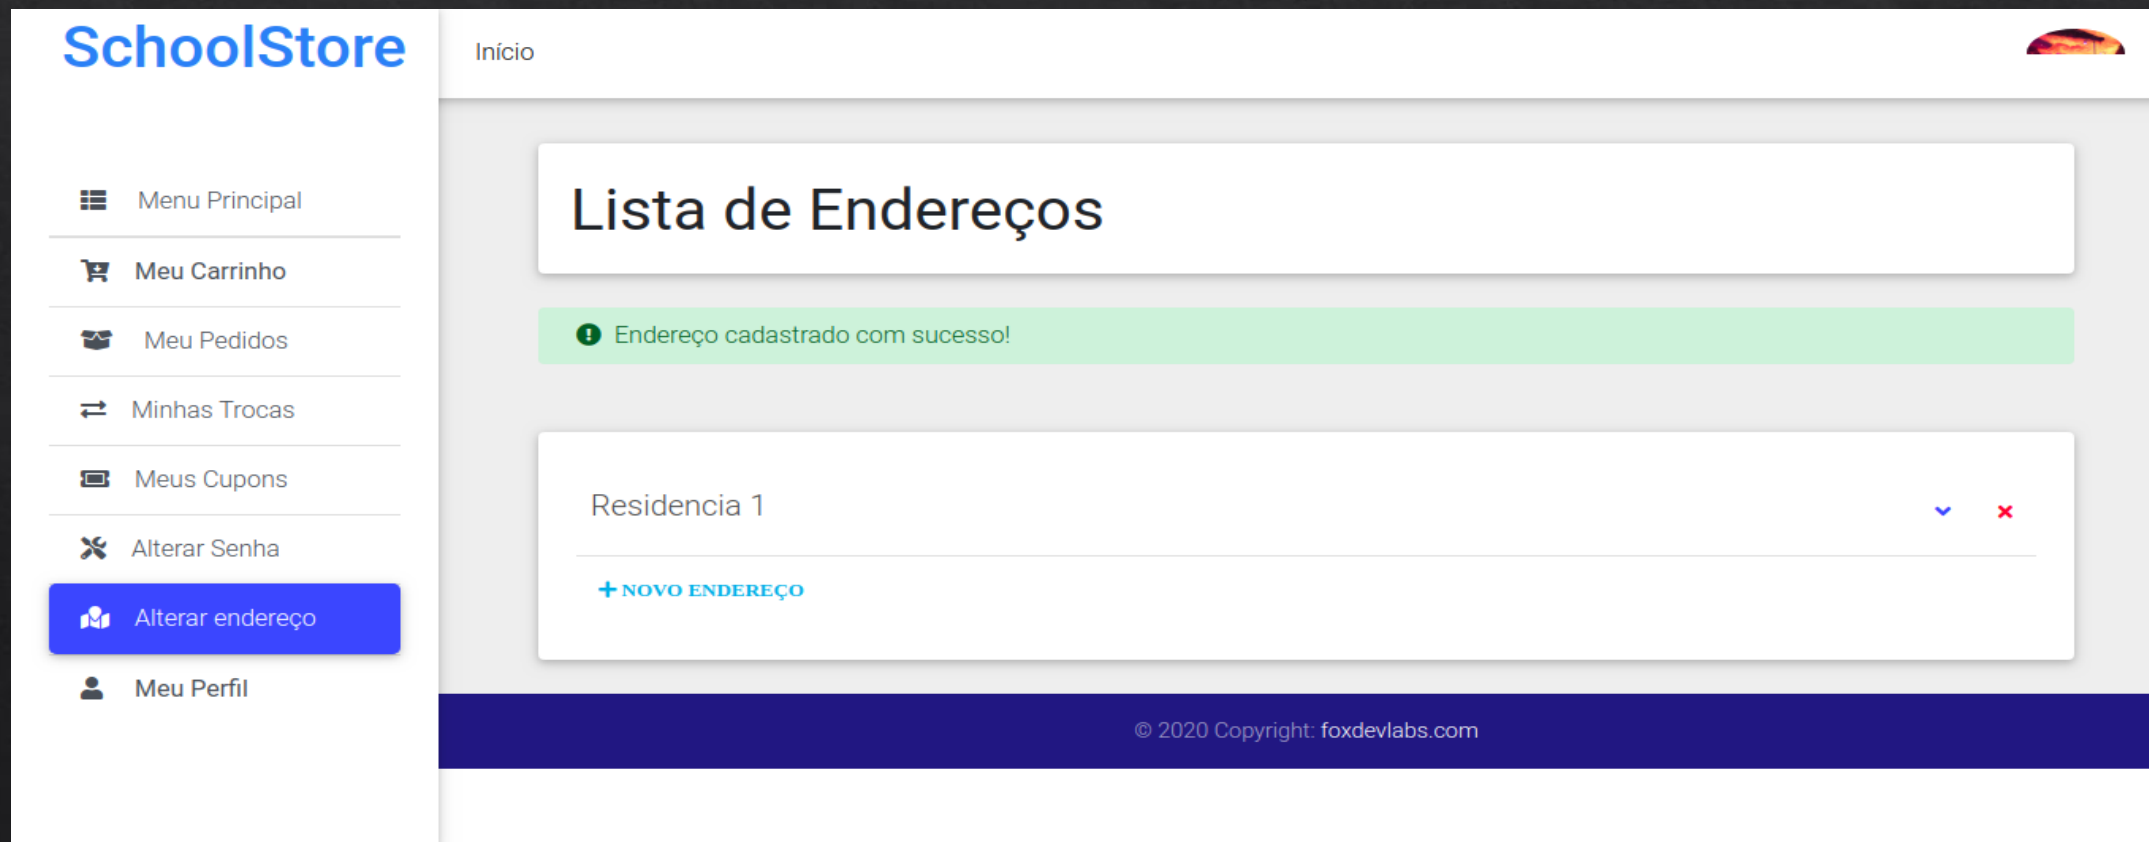 SchoolStore
Início
Menu Principal
Meu Carrinho
Meu Pedidos
Minhas Trocas
Meus Cupons
Alterar Senha
Alterar endereço
Meu Perfil
Lista de Endereços
Endereço cadastrado com sucesso!
Residencia 1
+ NOVO ENDEREÇO
© 2020 Copyright: foxdevlabs.com